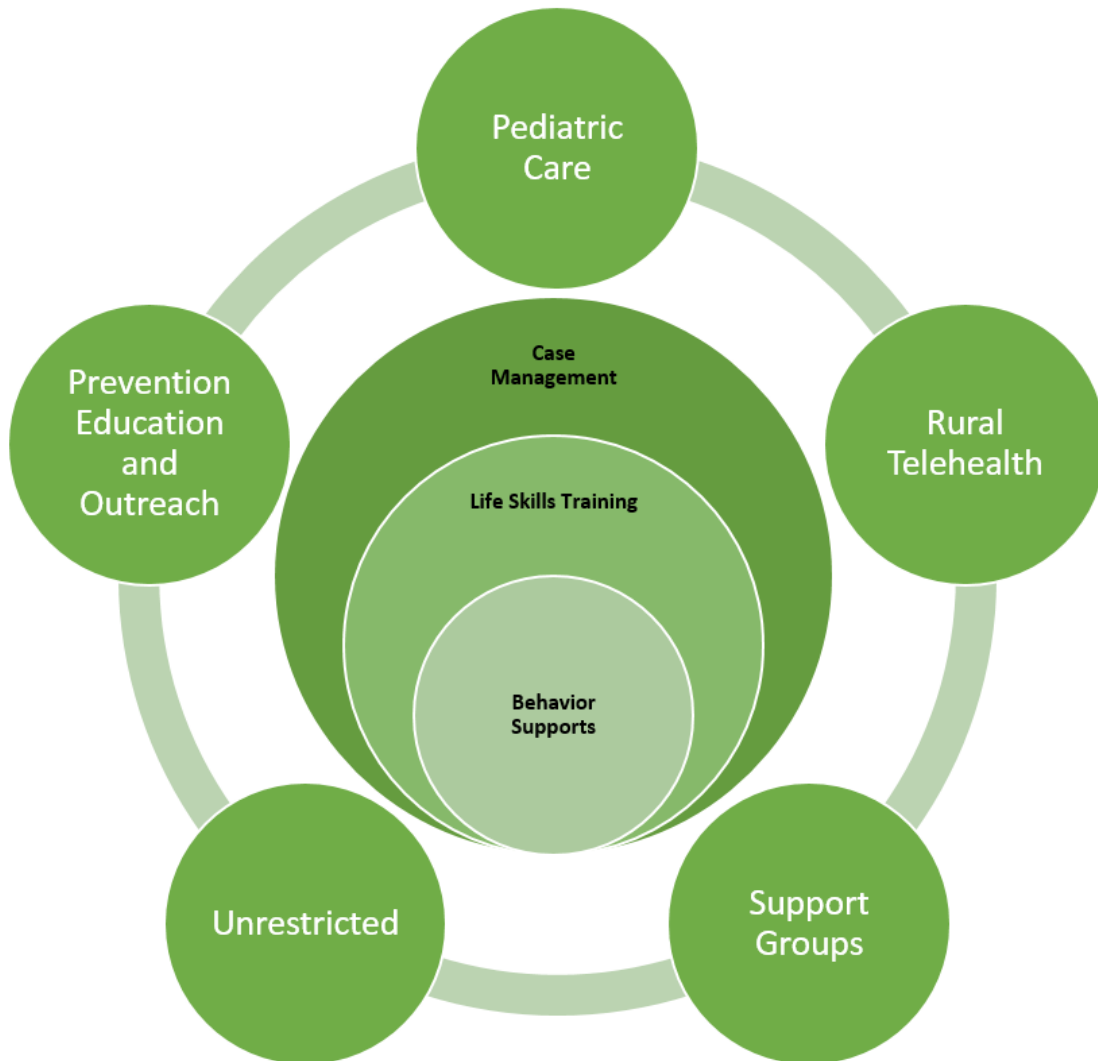 Pediatric
Care
Case
Management
Prevention
Education
and
Outreach
Rural
Telehealth
Life Skills Training
Behavior
Supports
Unrestricted
Support
Groups